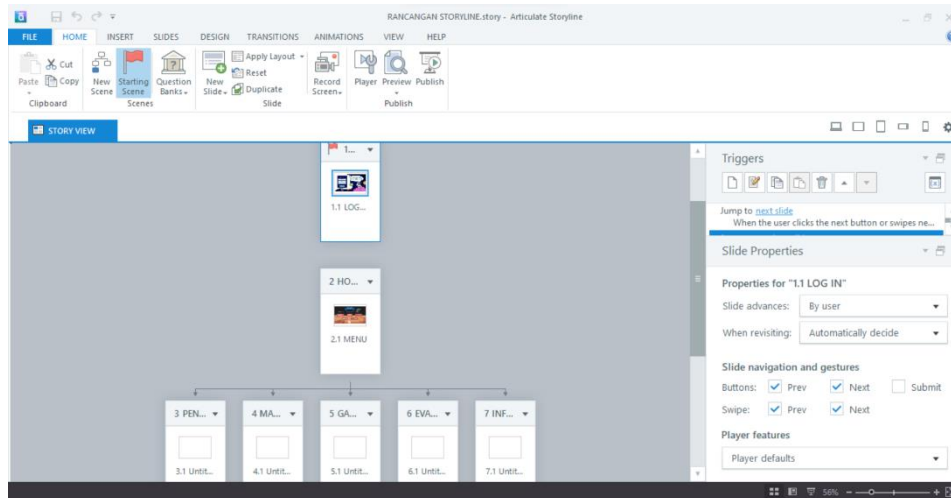 RANCANGAN STORYLINE.story - Articulate Storyline
FILE HOME INSERT SLIDES DESIGN TRANSITIONS ANIMATIONS VIEW HELP
Paste Cut Copy
New Scene Starting Scene Question Banks
New Slide Apply Layout Reset Duplicate
Record Screen Player Preview Publish
Clipboard Scenes Slide Publish
STORY VIEW
1...
1.1 LOG...
2 HO...
2.1 MENU
3 PEN... 4 MA... 5 GA... 6 EVA... 7 INF...
3.1 Untit... 4.1 Untit... 5.1 Untit... 6.1 Untit... 7.1 Untit...
Triggers
Jump to next slide
When the user clicks the next button or swipes ne...
Slide Properties
Properties for "1.1 LOG IN"
Slide advances: By user
When revisiting: Automatically decide
Slide navigation and gestures
Buttons: Prev Next Submit
Swipe: Prev Next
Player features
Player defaults
56%